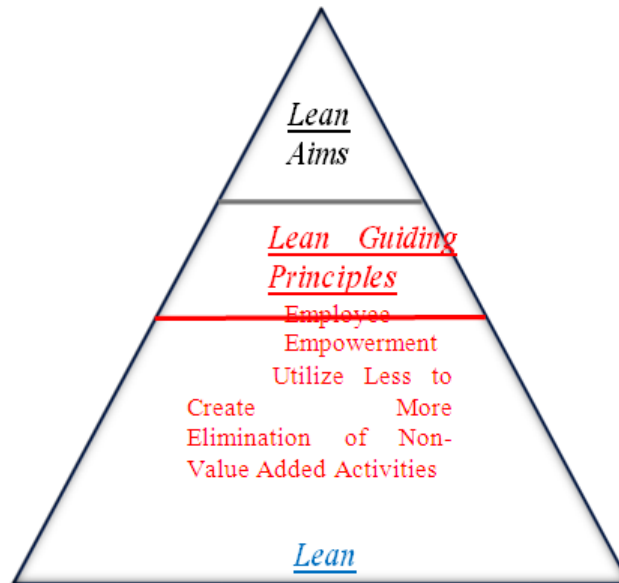 Lean
Aims
Lean Guiding
Principles
Employee
Empowerment
Utilize Less to
Create More
Elimination of Non-
Value Added Activities
Lean